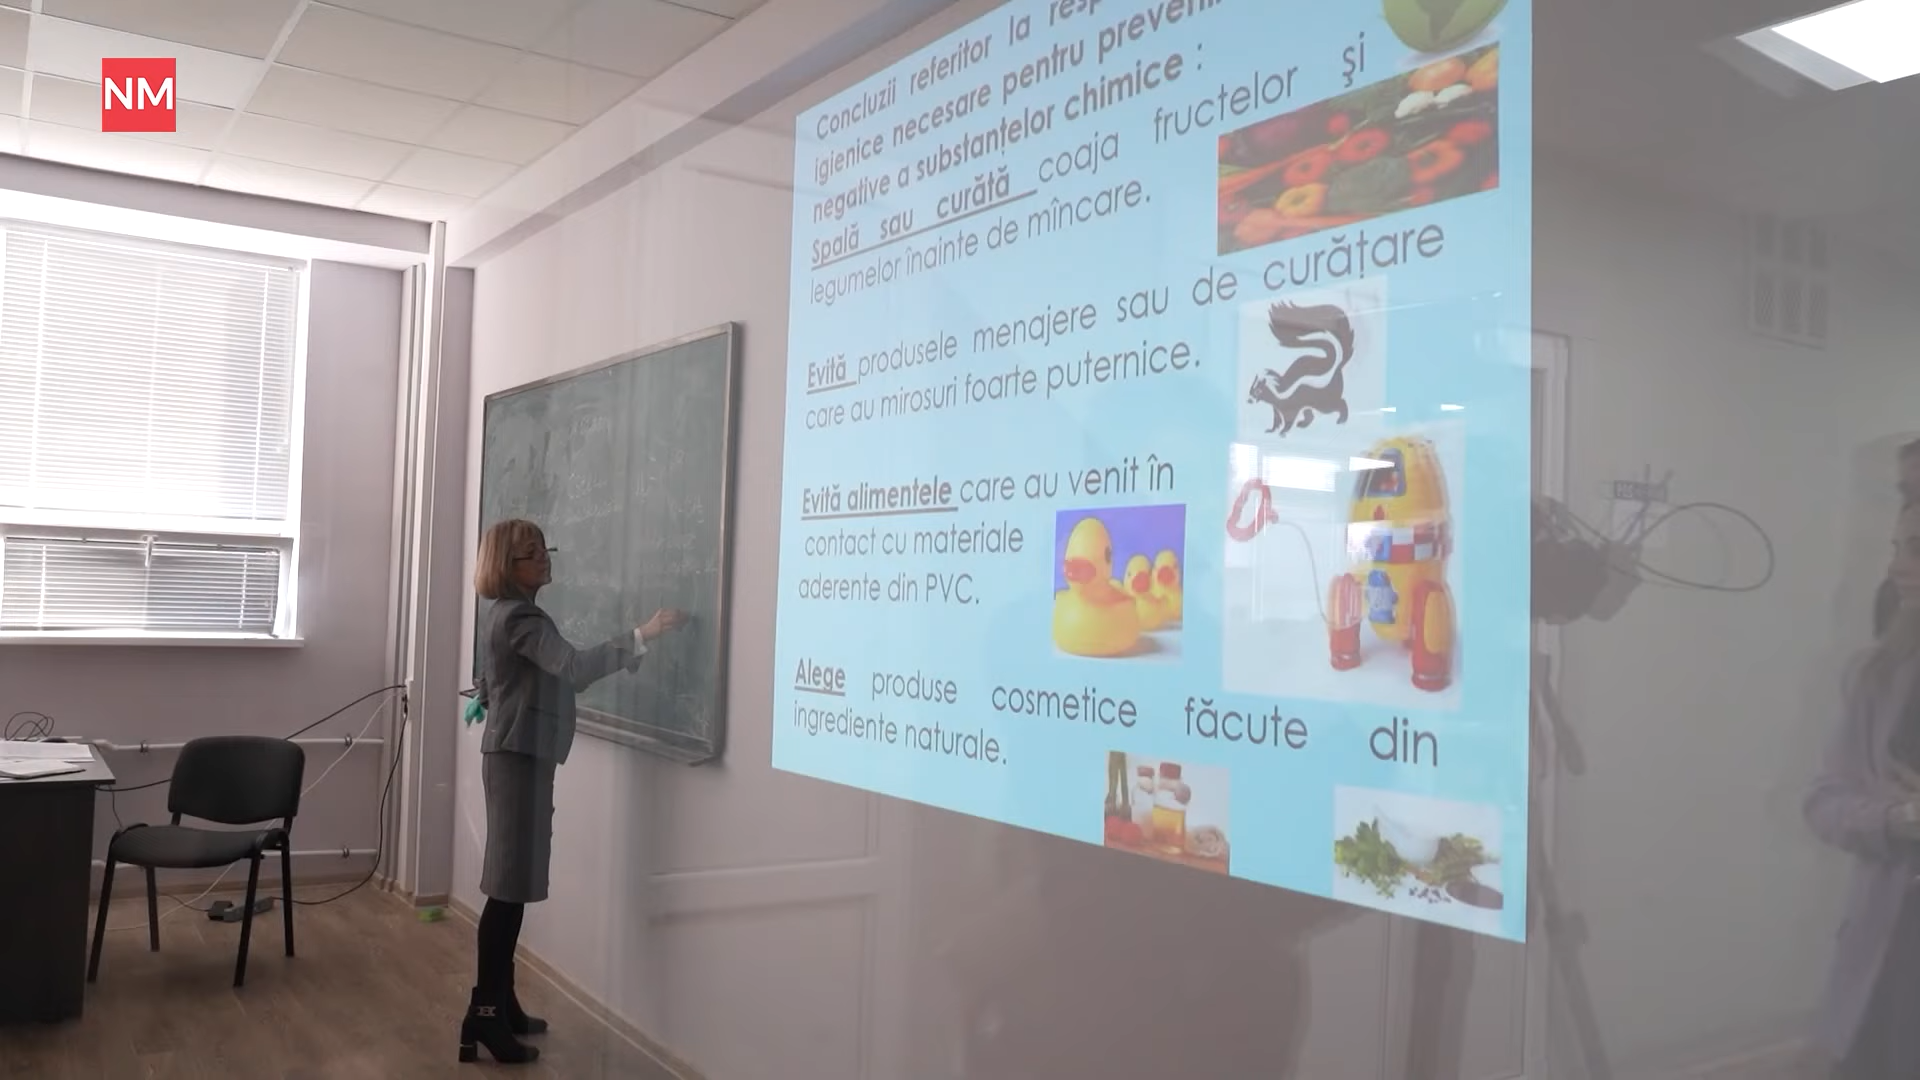 NM
Concluzii referitor la
igienice necesare pentru
negative a substanțelor chimice :
Spală sau curătă coaja fructelor şi
legumelor înainte de mîncare.
Evită produsele menajere sau de curățare
care au mirosuri foarte puternice.
Evită alimentele care au venit în
contact cu materiale
aderente din PVC.
Alege produse cosmetice făcute din
ingrediente naturale.